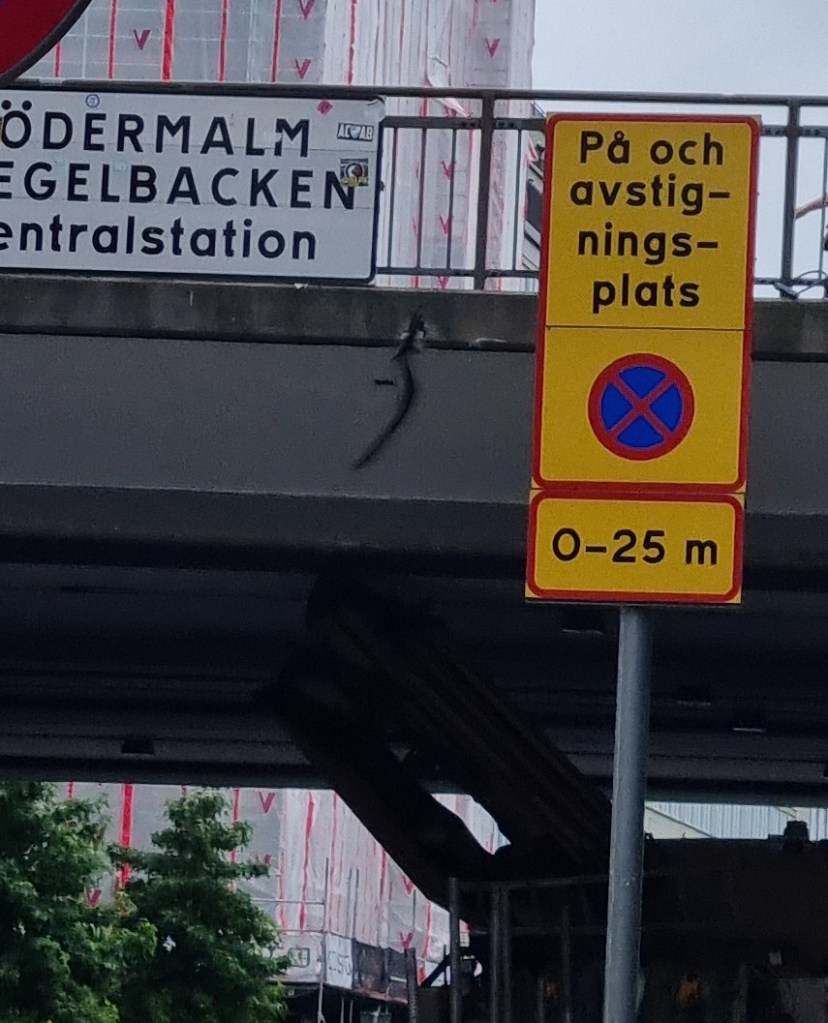 ÖDERMALM
EGELBACKEN
entralstation
På och
avstig-
nings-
plats
0-25 m